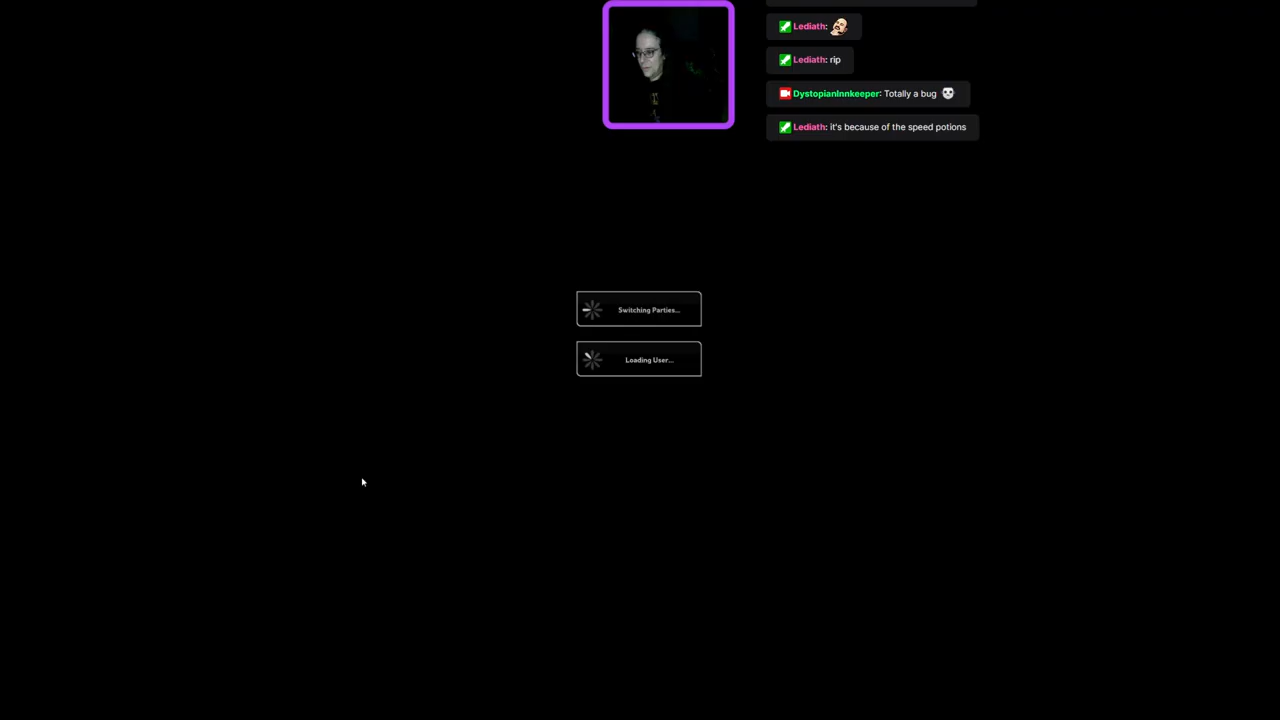 Lediath:
Lediath: rip
DystopianInnkeeper: Totally a bug
Lediath: it's because of the speed potions
Switching Parties...
Loading User...